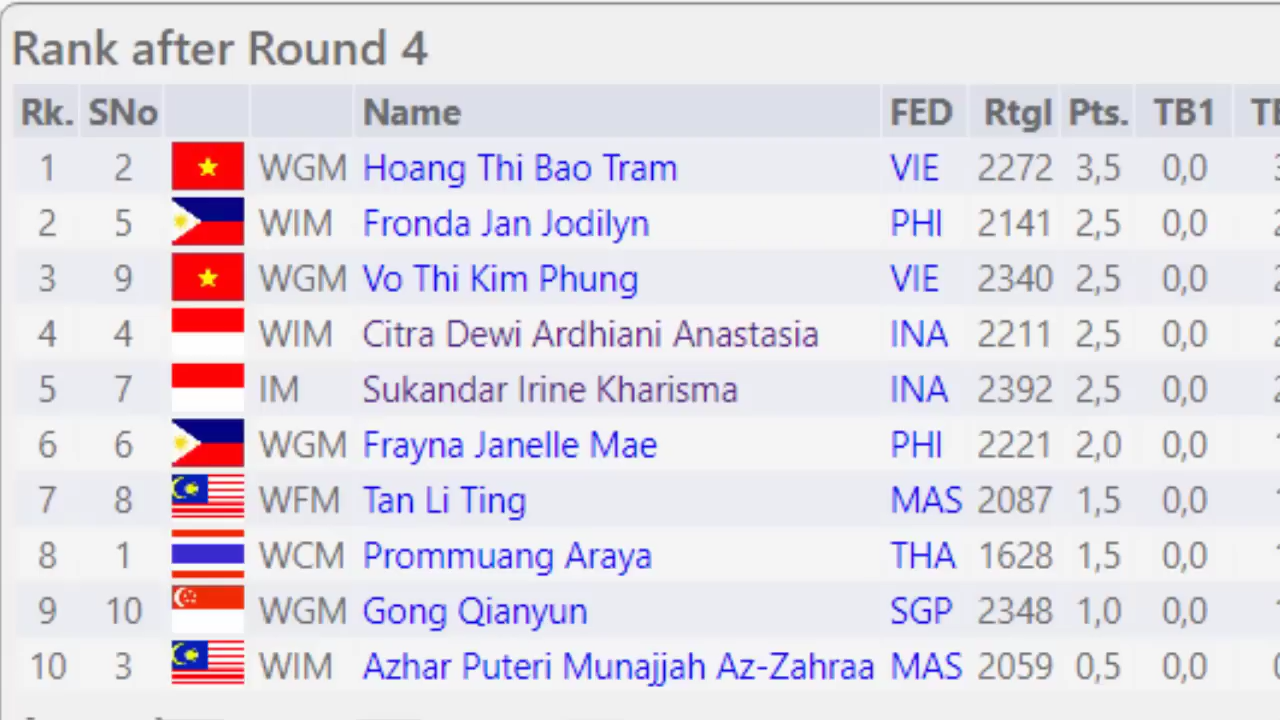 Rank after Round 4
Rk. SNo Name FED RtgI Pts. TB1
1 2 WGM Hoang Thi Bao Tram VIE 2272 3,5 0,0
2 5 WIM Fronda Jan Jodilyn PHI 2141 2,5 0,0
3 9 WGM Vo Thi Kim Phung VIE 2340 2,5 0,0
4 4 WIM Citra Dewi Ardhiani Anastasia INA 2211 2,5 0,0
5 7 IM Sukandar Irine Kharisma INA 2392 2,5 0,0
6 6 WGM Frayna Janelle Mae PHI 2221 2,0 0,0
7 8 WFM Tan Li Ting MAS 2087 1,5 0,0
8 1 WCM Prommuang Araya THA 1628 1,5 0,0
9 10 WGM Gong Qianyun SGP 2348 1,0 0,0
10 3 WIM Azhar Puteri Munajjah Az-Zahraa MAS 2059 0,5 0,0